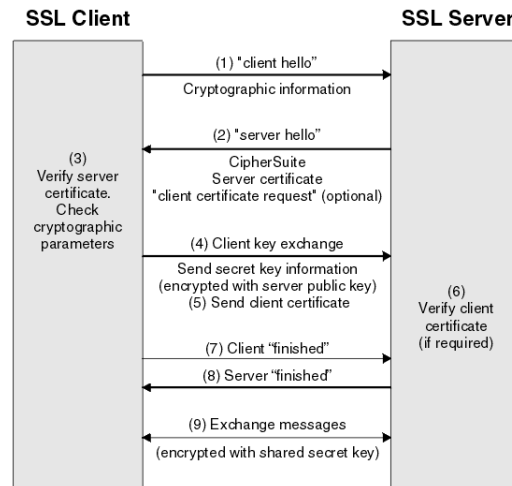 SSL Client
SSL Server
(1) "client hello”
Cryptographic information
(2) "server hello”
CipherSuite
Server certificate
"client certificate request" (optional)
(3)
Verify server
certificate.
Check
cryptographic
parameters
(4) Client key exchange
Send secret key information
(encrypted with server public key)
(5) Send client certificate
(6)
Verify client
certificate
(if required)
(7) Client “finished”
(8) Server “finished”
(9) Exchange messages
(encrypted with shared secret key)